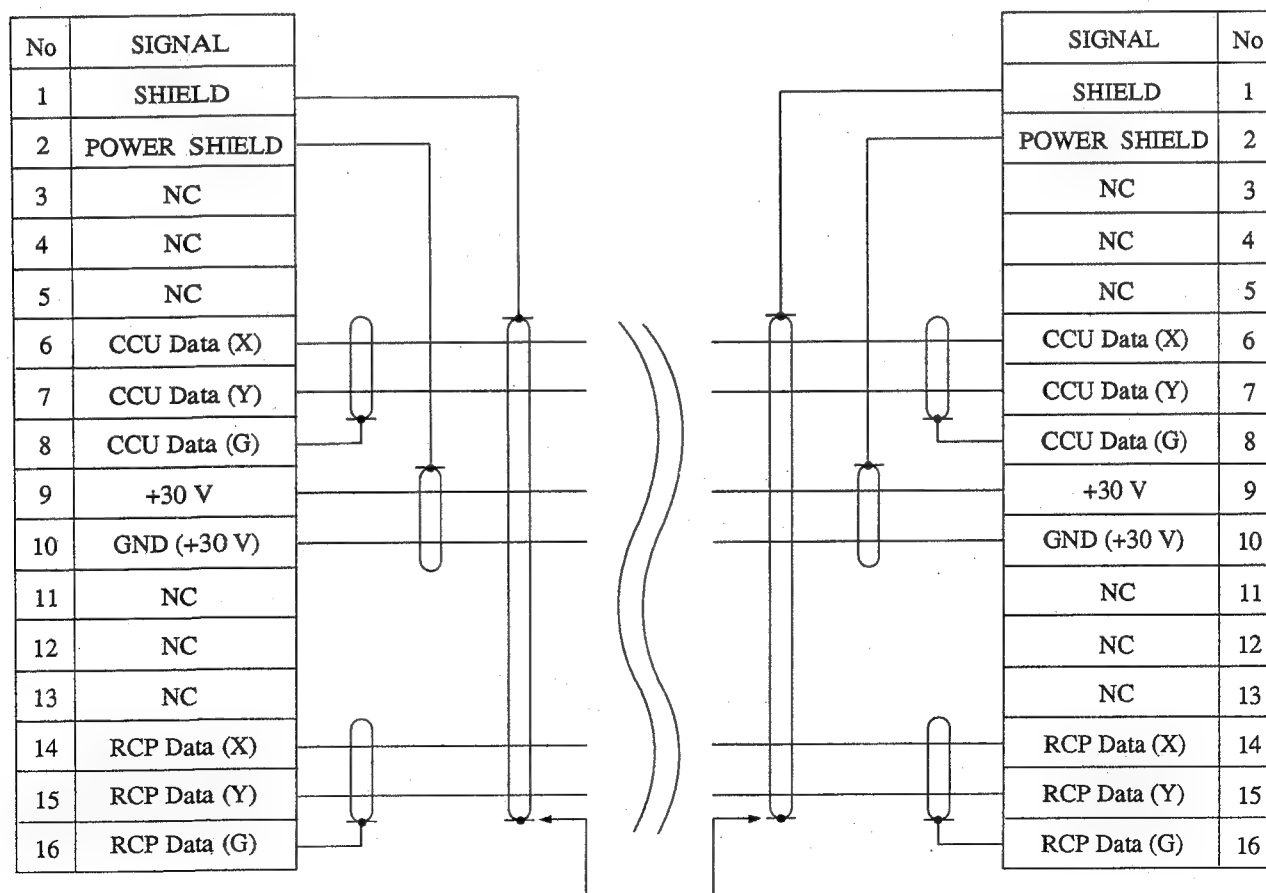 No SIGNAL
1 SHIELD
2 POWER SHIELD
3 NC
4 NC
5 NC
6 CCU Data (X)
7 CCU Data (Y)
8 CCU Data (G)
9 +30 V
10 GND (+30 V)
11 NC
12 NC
13 NC
14 RCP Data (X)
15 RCP Data (Y)
16 RCP Data (G)
SIGNAL No
SHIELD 1
POWER SHIELD 2
NC 3
NC 4
NC 5
CCU Data (X) 6
CCU Data (Y) 7
CCU Data (G) 8
+30 V 9
GND (+30 V) 10
NC 11
NC 12
NC 13
RCP Data (X) 14
RCP Data (Y) 15
RCP Data (G) 16